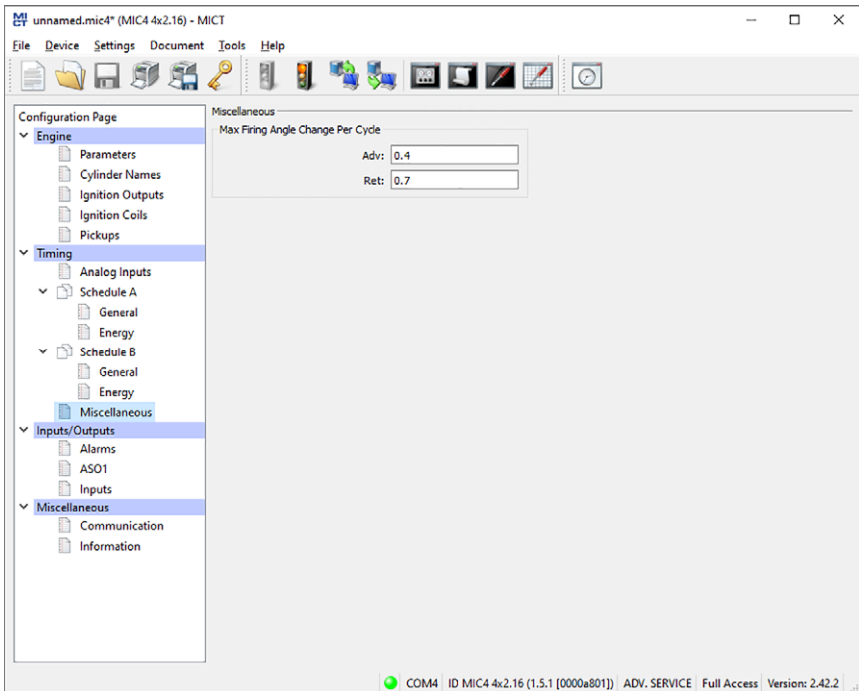 MICT unnamed.mic4* (MIC4 4x2.16) - MICT
File Device Settings Document Tools Help
Configuration Page
Engine
Parameters
Cylinder Names
Ignition Outputs
Ignition Coils
Pickups
Timing
Analog Inputs
Schedule A
General
Energy
Schedule B
General
Energy
Miscellaneous
Inputs/Outputs
Alarms
ASO1
Inputs
Miscellaneous
Communication
Information
Miscellaneous
Max Firing Angle Change Per Cycle
Adv: 0.4
Ret: 0.7
COM4 ID MIC4 4x2.16 (1.5.1 [0000a801]) ADV. SERVICE Full Access Version: 2.42.2